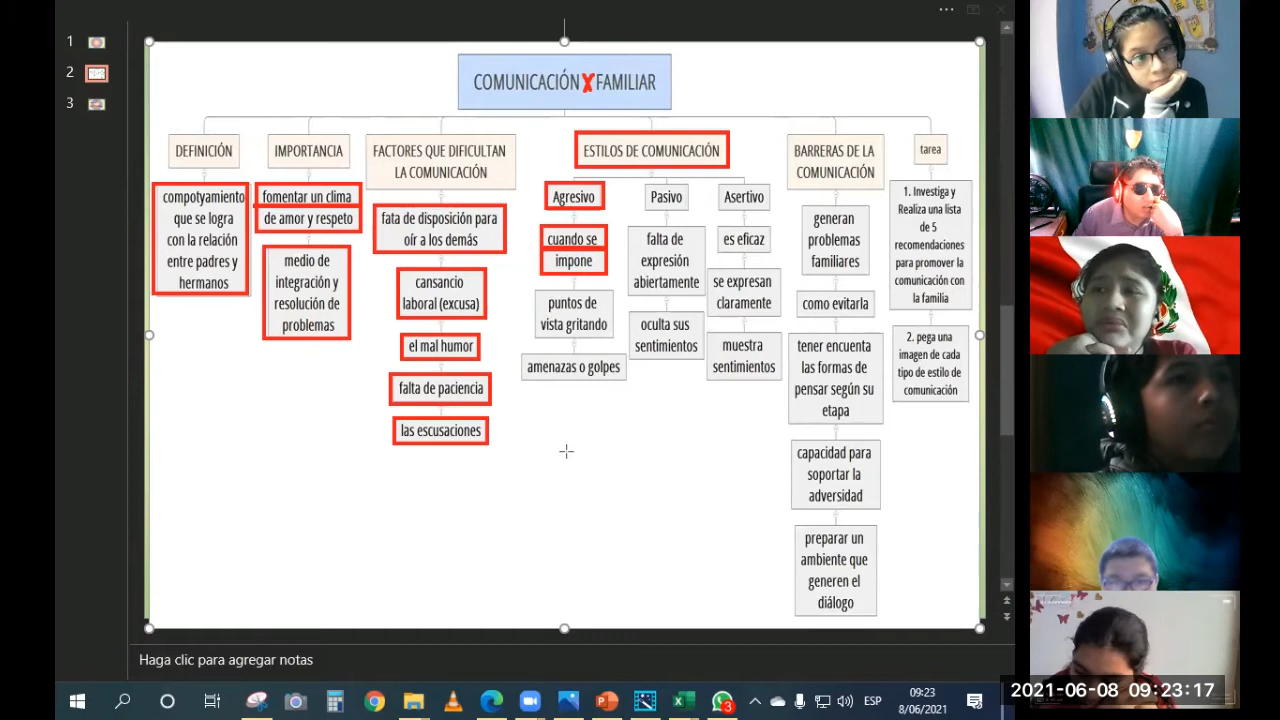 1
2
3
COMUNICACIÓN X FAMILIAR
DEFINICIÓN
compotyamiento
que se logra
con la relación
entre padres y
hermanos
IMPORTANCIA
fomentar un clima
de amor y respeto
medio de
integración y
resolución de
problemas
FACTORES QUE DIFICULTAN
LA COMUNICACIÓN
fata de disposición para
oír a los demás
cansancio
laboral (excusa)
el mal humor
falta de paciencia
las escusaciones
ESTILOS DE COMUNICACIÓN
Agresivo
cuando se
impone
puntos de
vista gritando
amenazas o golpes
Pasivo
falta de
expresión
abiertamente
oculta sus
sentimientos
Asertivo
es eficaz
se expresan
claramente
muestra
sentimientos
BARRERAS DE LA
COMUNICACIÓN
generan
problemas
familiares
como evitarla
tener encuenta
las formas de
pensar según su
etapa
capacidad para
soportar la
adversidad
preparar un
ambiente que
generen el
diálogo
tarea
1. Investiga y
Realiza una lista
de 5
recomendaciones
para promover la
comunicación con
la familia
2. pega una
imagen de cada
tipo de estilo de
comunicación
Haga clic para agregar notas
3
ESP
09:23
8/06/2021
2021-06-08 09:23:17